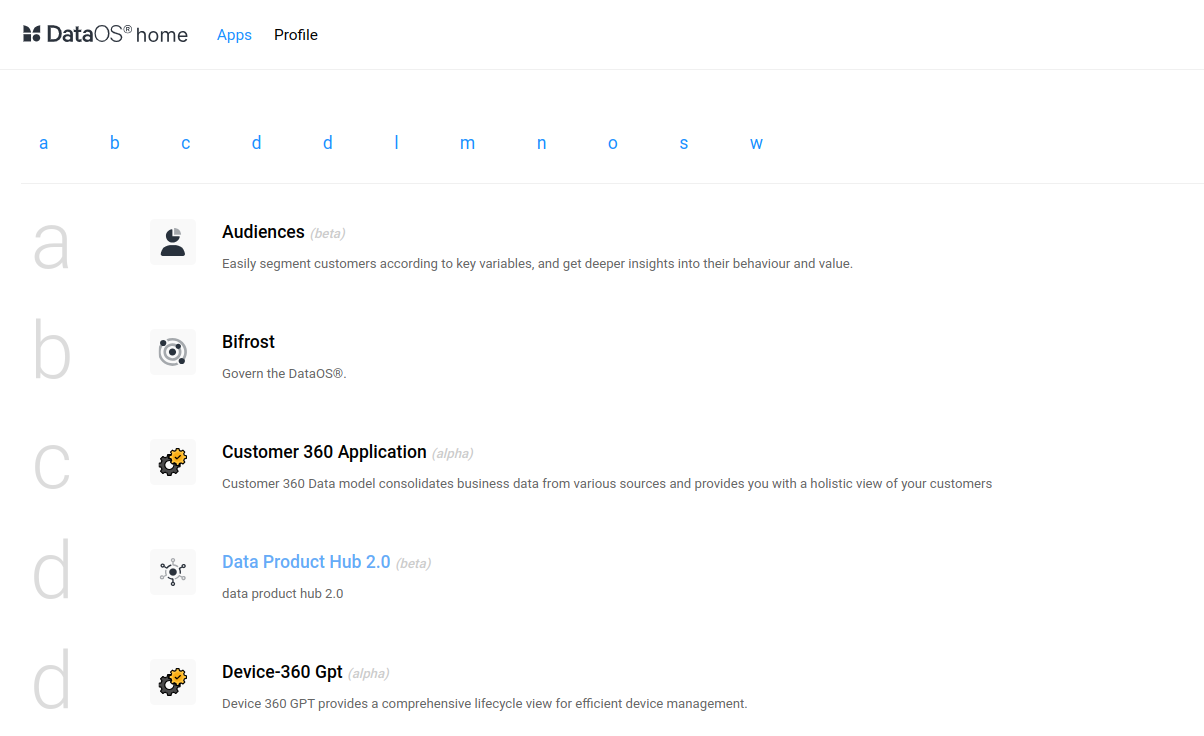 DataOS® home Apps Profile
a b c d d l m n o s w
a
Audiences (beta)
Easily segment customers according to key variables, and get deeper insights into their behaviour and value.
b
Bifrost
Govern the DataOS®.
c
Customer 360 Application (alpha)
Customer 360 Data model consolidates business data from various sources and provides you with a holistic view of your customers
d
Data Product Hub 2.0 (beta)
data product hub 2.0
d
Device-360 Gpt (alpha)
Device 360 GPT provides a comprehensive lifecycle view for efficient device management.